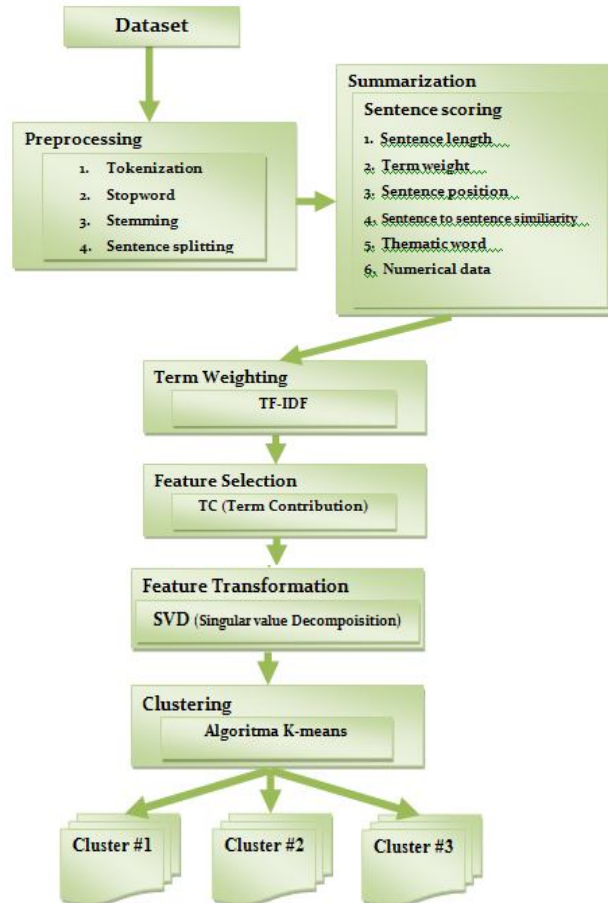 Dataset
Preprocessing
1. Tokenization
2. Stopword
3. Stemming
4. Sentence splitting
Summarization
Sentence scoring
1. Sentence length
2. Term weight
3. Sentence position
4. Sentence to sentence similiarity
5. Thematic word
6. Numerical data
Term Weighting
TF-IDF
Feature Selection
TC (Term Contribution)
Feature Transformation
SVD (Singular value Decompoisition)
Clustering
Algoritma K-means
Cluster #1
Cluster #2
Cluster #3